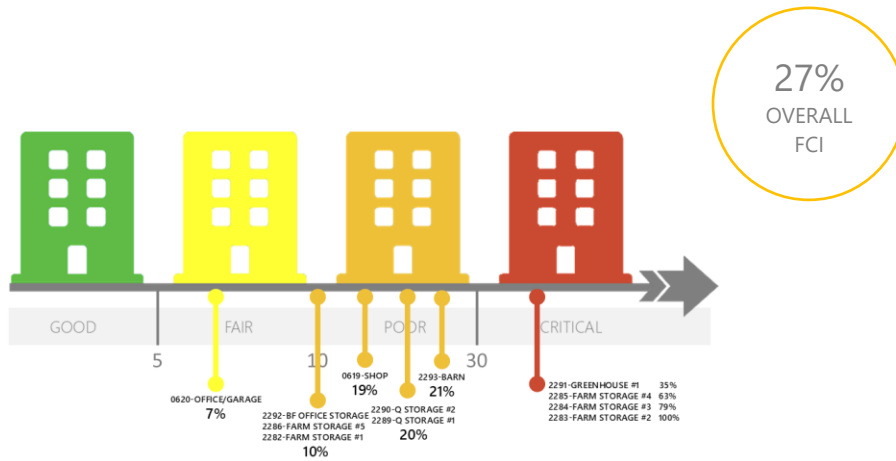 27%
OVERALL
FCI
GOOD
FAIR
POOR
CRITICAL
5
10
30
0620-OFFICE/GARAGE
7%
2292-BF OFFICE STORAGE
2286-FARM STORAGE #5
2282-FARM STORAGE #1
10%
0619-SHOP
19%
2290-Q STORAGE #2
2289-Q STORAGE #1
20%
2293-BARN
21%
2291-GREENHOUSE #1 35%
2285-FARM STORAGE #4 63%
2284-FARM STORAGE #3 79%
2283-FARM STORAGE #2 100%